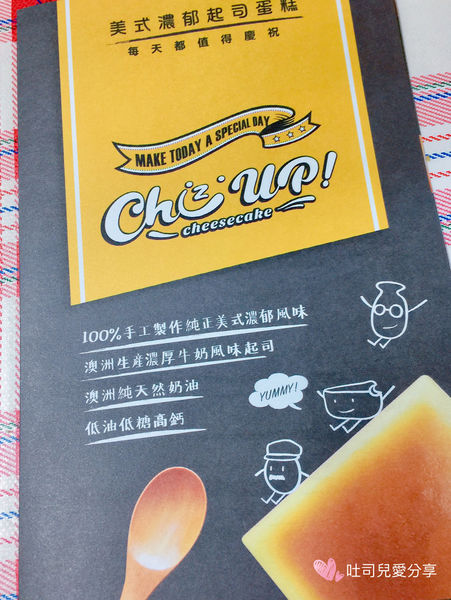 美式濃郁起司蛋糕
每天都值得慶祝
MAKE TODAY A SPECIAL DAY
Chiz UP!
cheesecake
100%手工製作純正美式濃郁風味
澳洲生産濃厚牛奶風味起司
澳洲純天然奶油
低油低糖高鈣
YUMMY!
吐司兒愛分享